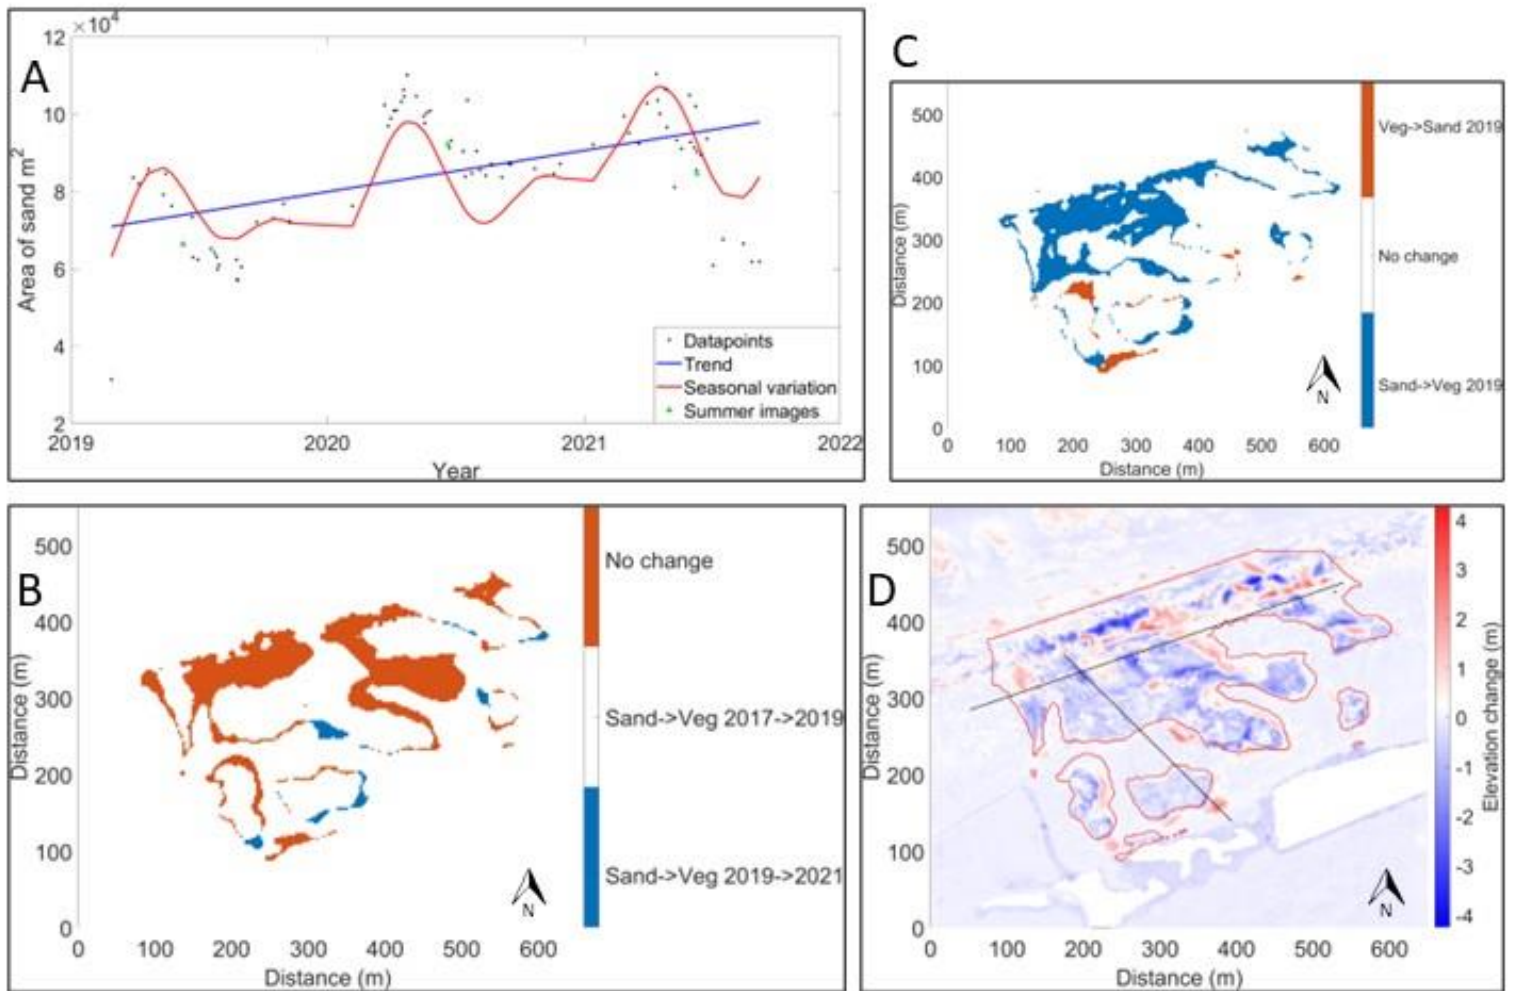 A
×10⁴
12
10
8
6
4
2
Area of sand m²
2019
2020
2021
2022
Year
Datapoints
Trend
Seasonal variation
Summer images
C
500
400
300
200
100
0
Distance (m)
0 100 200 300 400 500 600
Distance (m)
Veg->Sand 2019
No change
Sand->Veg 2019
N
B
500
400
300
200
100
0
Distance (m)
0 100 200 300 400 500 600
Distance (m)
No change
Sand->Veg 2017->2019
Sand->Veg 2019->2021
N
D
500
400
300
200
100
0
Distance (m)
0 100 200 300 400 500 600
Distance (m)
4
3
2
1
0
-1
-2
-3
-4
Elevation change (m)
N